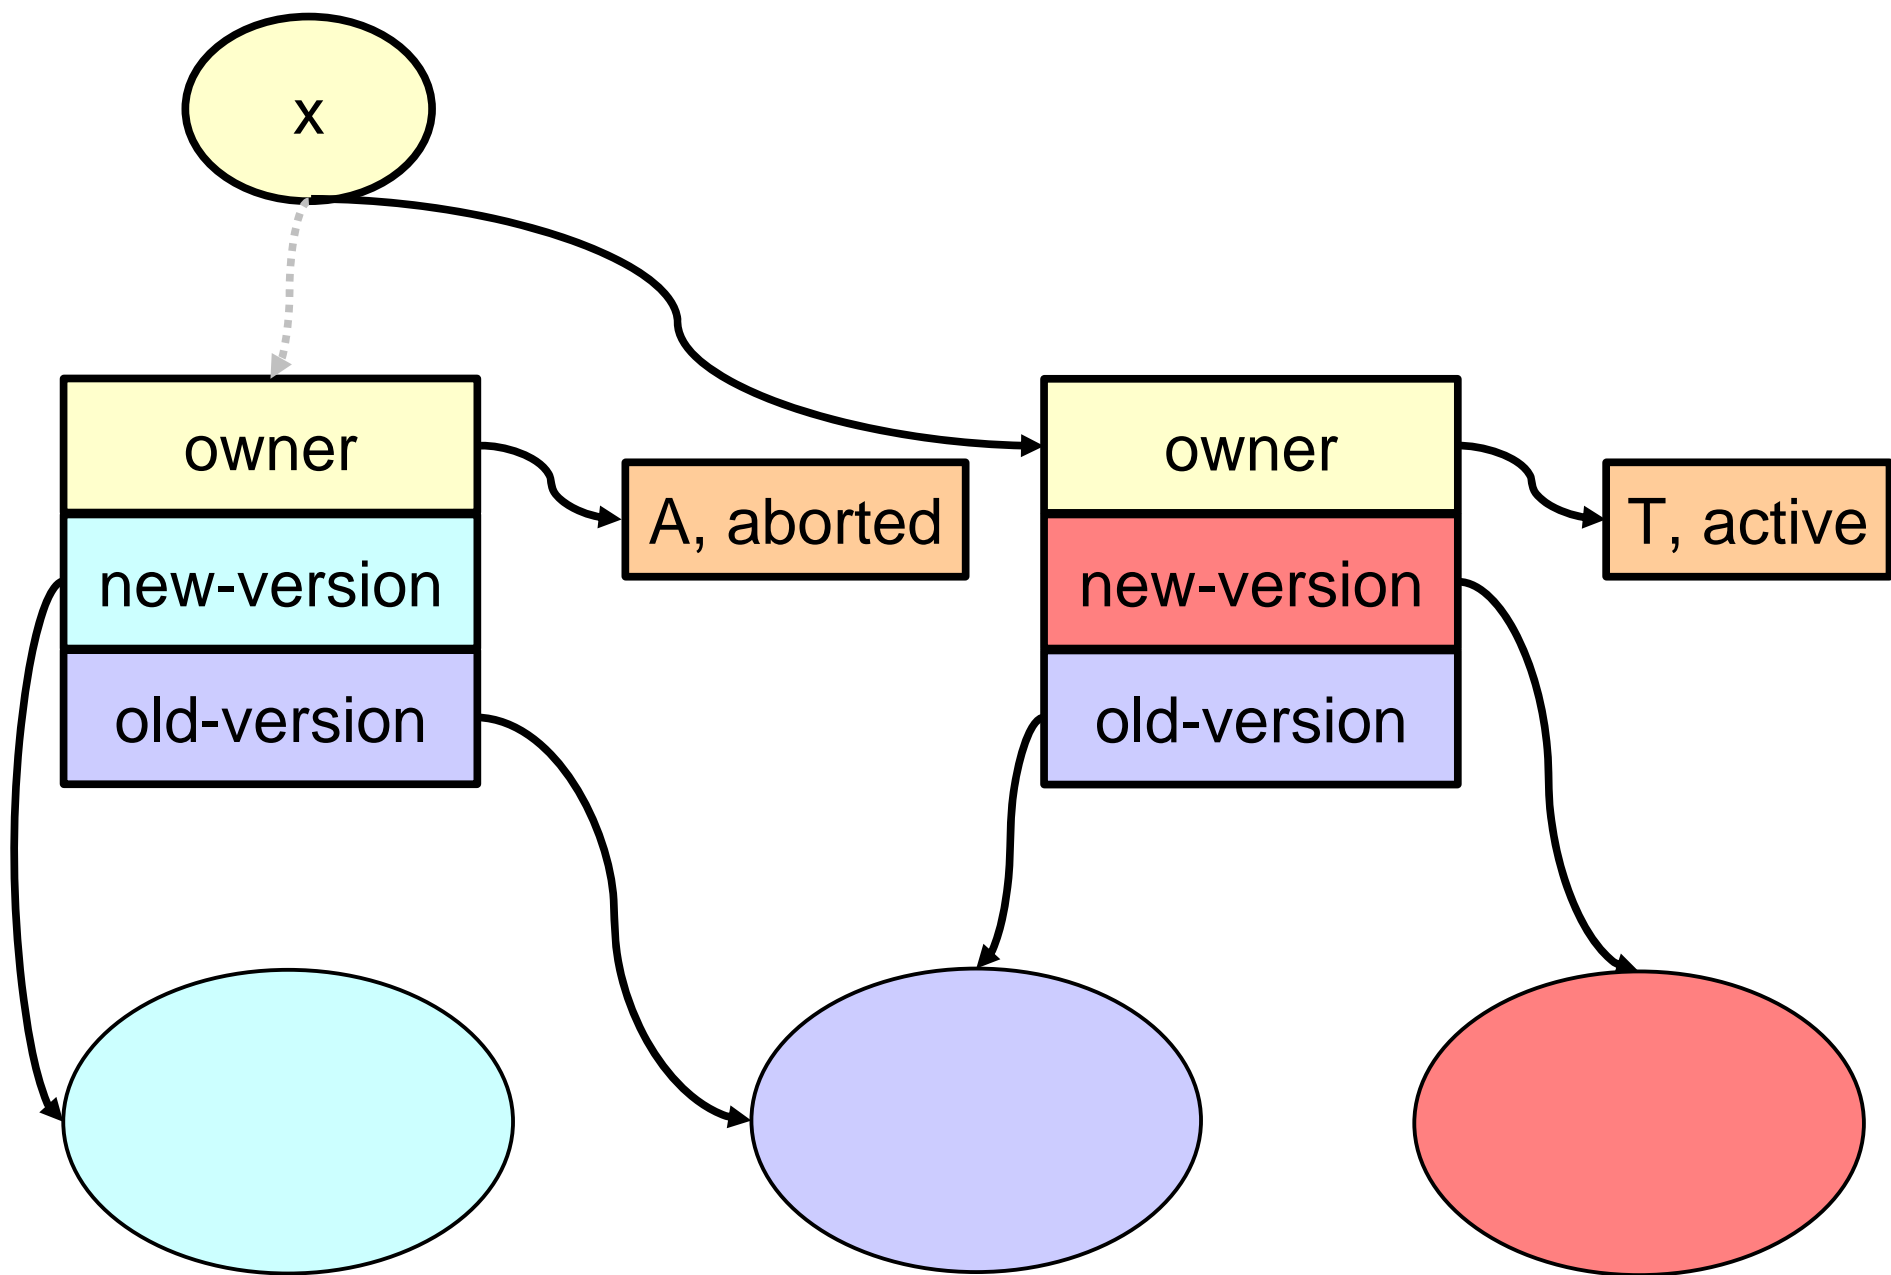 x
owner
new-version
old-version
A, aborted
owner
new-version
old-version
T, active